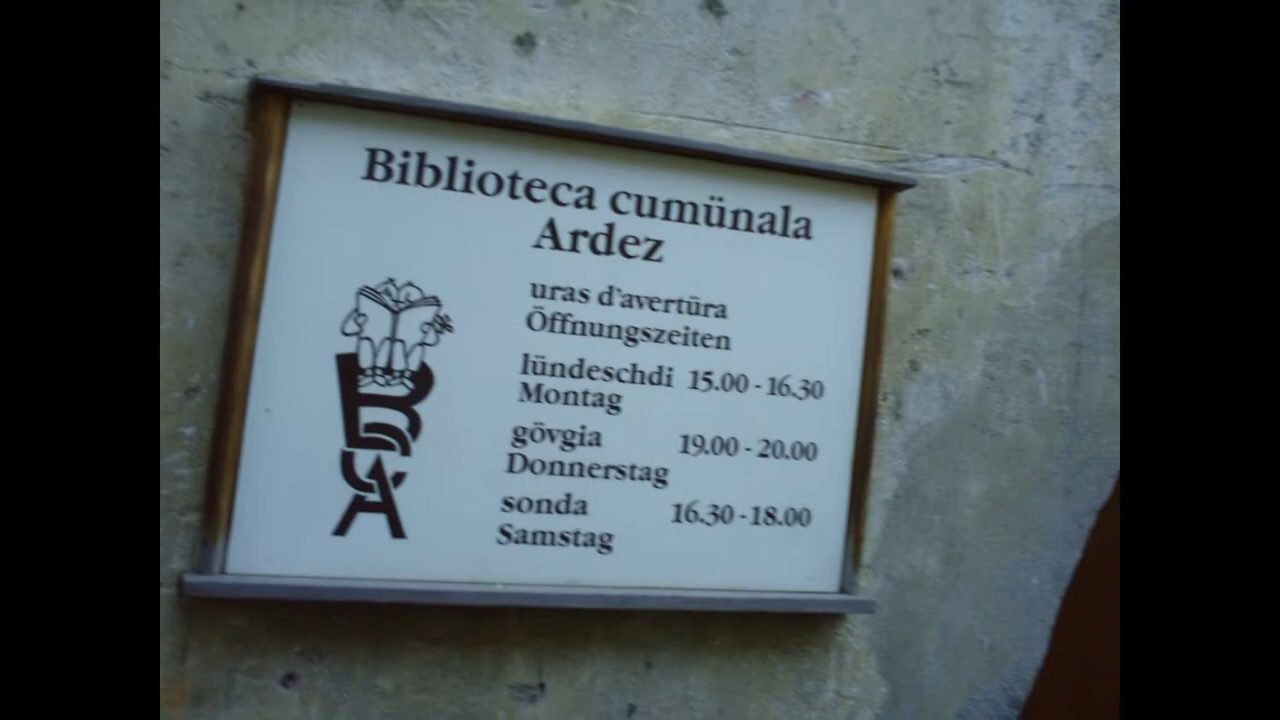 Biblioteca cumünala
Ardez
uras d'avertüra
Öffnungszeiten
lündeschdi 15.00 - 16.30
Montag
gövgia 19.00 - 20.00
Donnerstag
sonda 16.30 - 18.00
Samstag
BCA